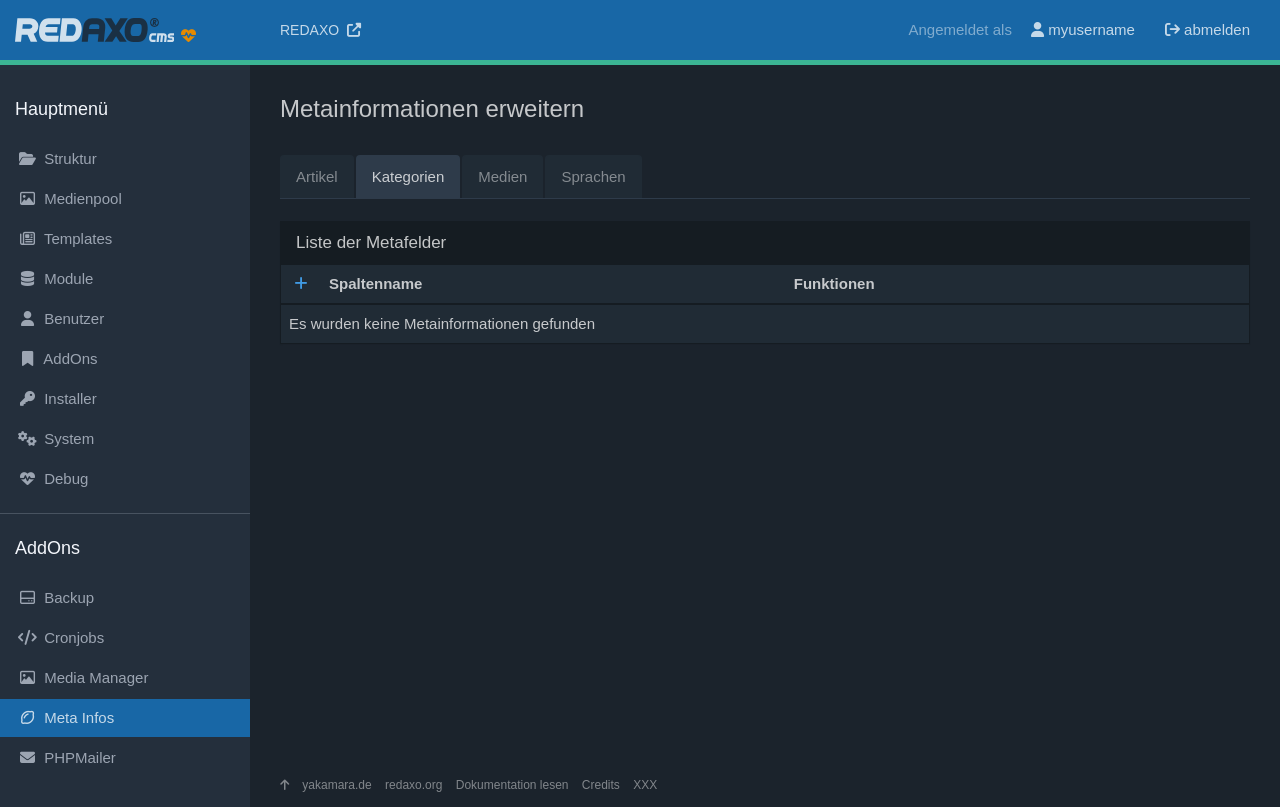 REDAXO® cms
REDAXO
Angemeldet als myusername abmelden
Hauptmenü
Struktur
Medienpool
Templates
Module
Benutzer
AddOns
Installer
System
Debug
AddOns
Backup
Cronjobs
Media Manager
Meta Infos
PHPMailer
Metainformationen erweitern
Artikel Kategorien Medien Sprachen
Liste der Metafelder
Spaltenname Funktionen
Es wurden keine Metainformationen gefunden
yakamara.de redaxo.org Dokumentation lesen Credits XXX